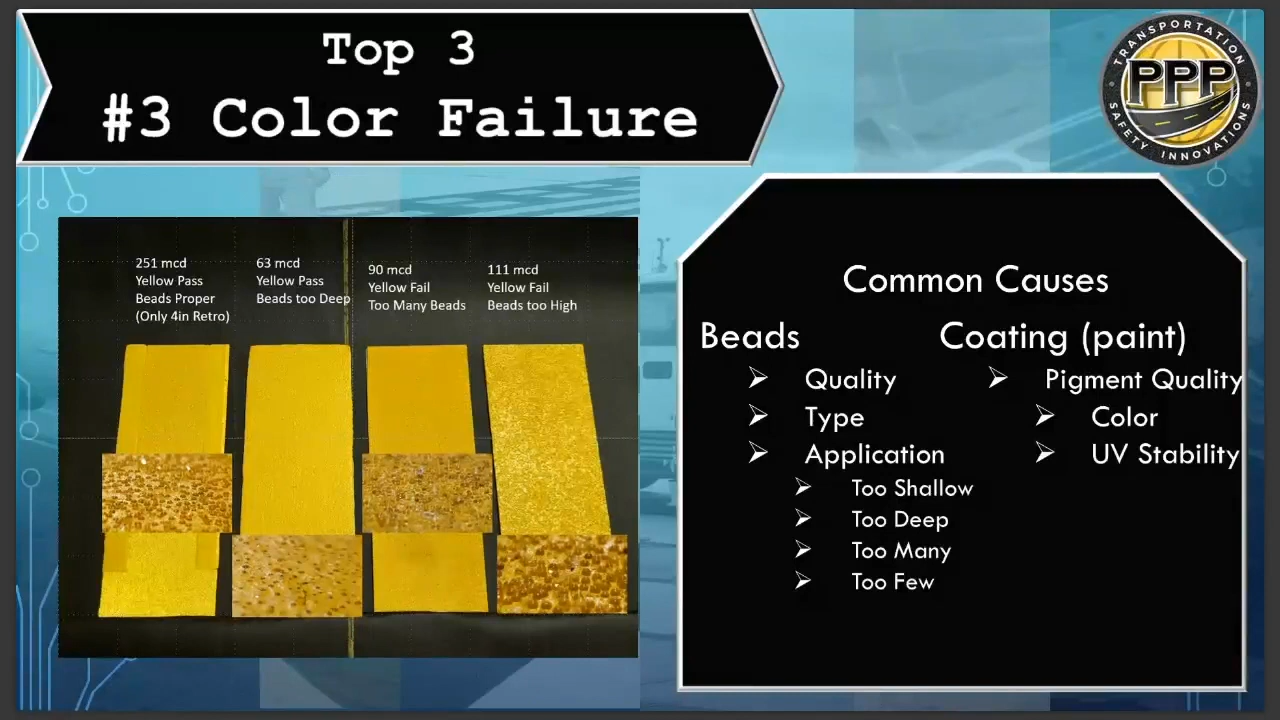 Top 3
#3 Color Failure
TRANSPORTATION
PPP
SAFETY INNOVATIONS
251 mcd
Yellow Pass
Beads Proper
(Only 4in Retro)
63 mcd
Yellow Pass
Beads too Deep
90 mcd
Yellow Fail
Too Many Beads
111 mcd
Yellow Fail
Beads too High
Common Causes
Beads
Quality
Type
Application
Too Shallow
Too Deep
Too Many
Too Few
Coating (paint)
Pigment Quality
Color
UV Stability